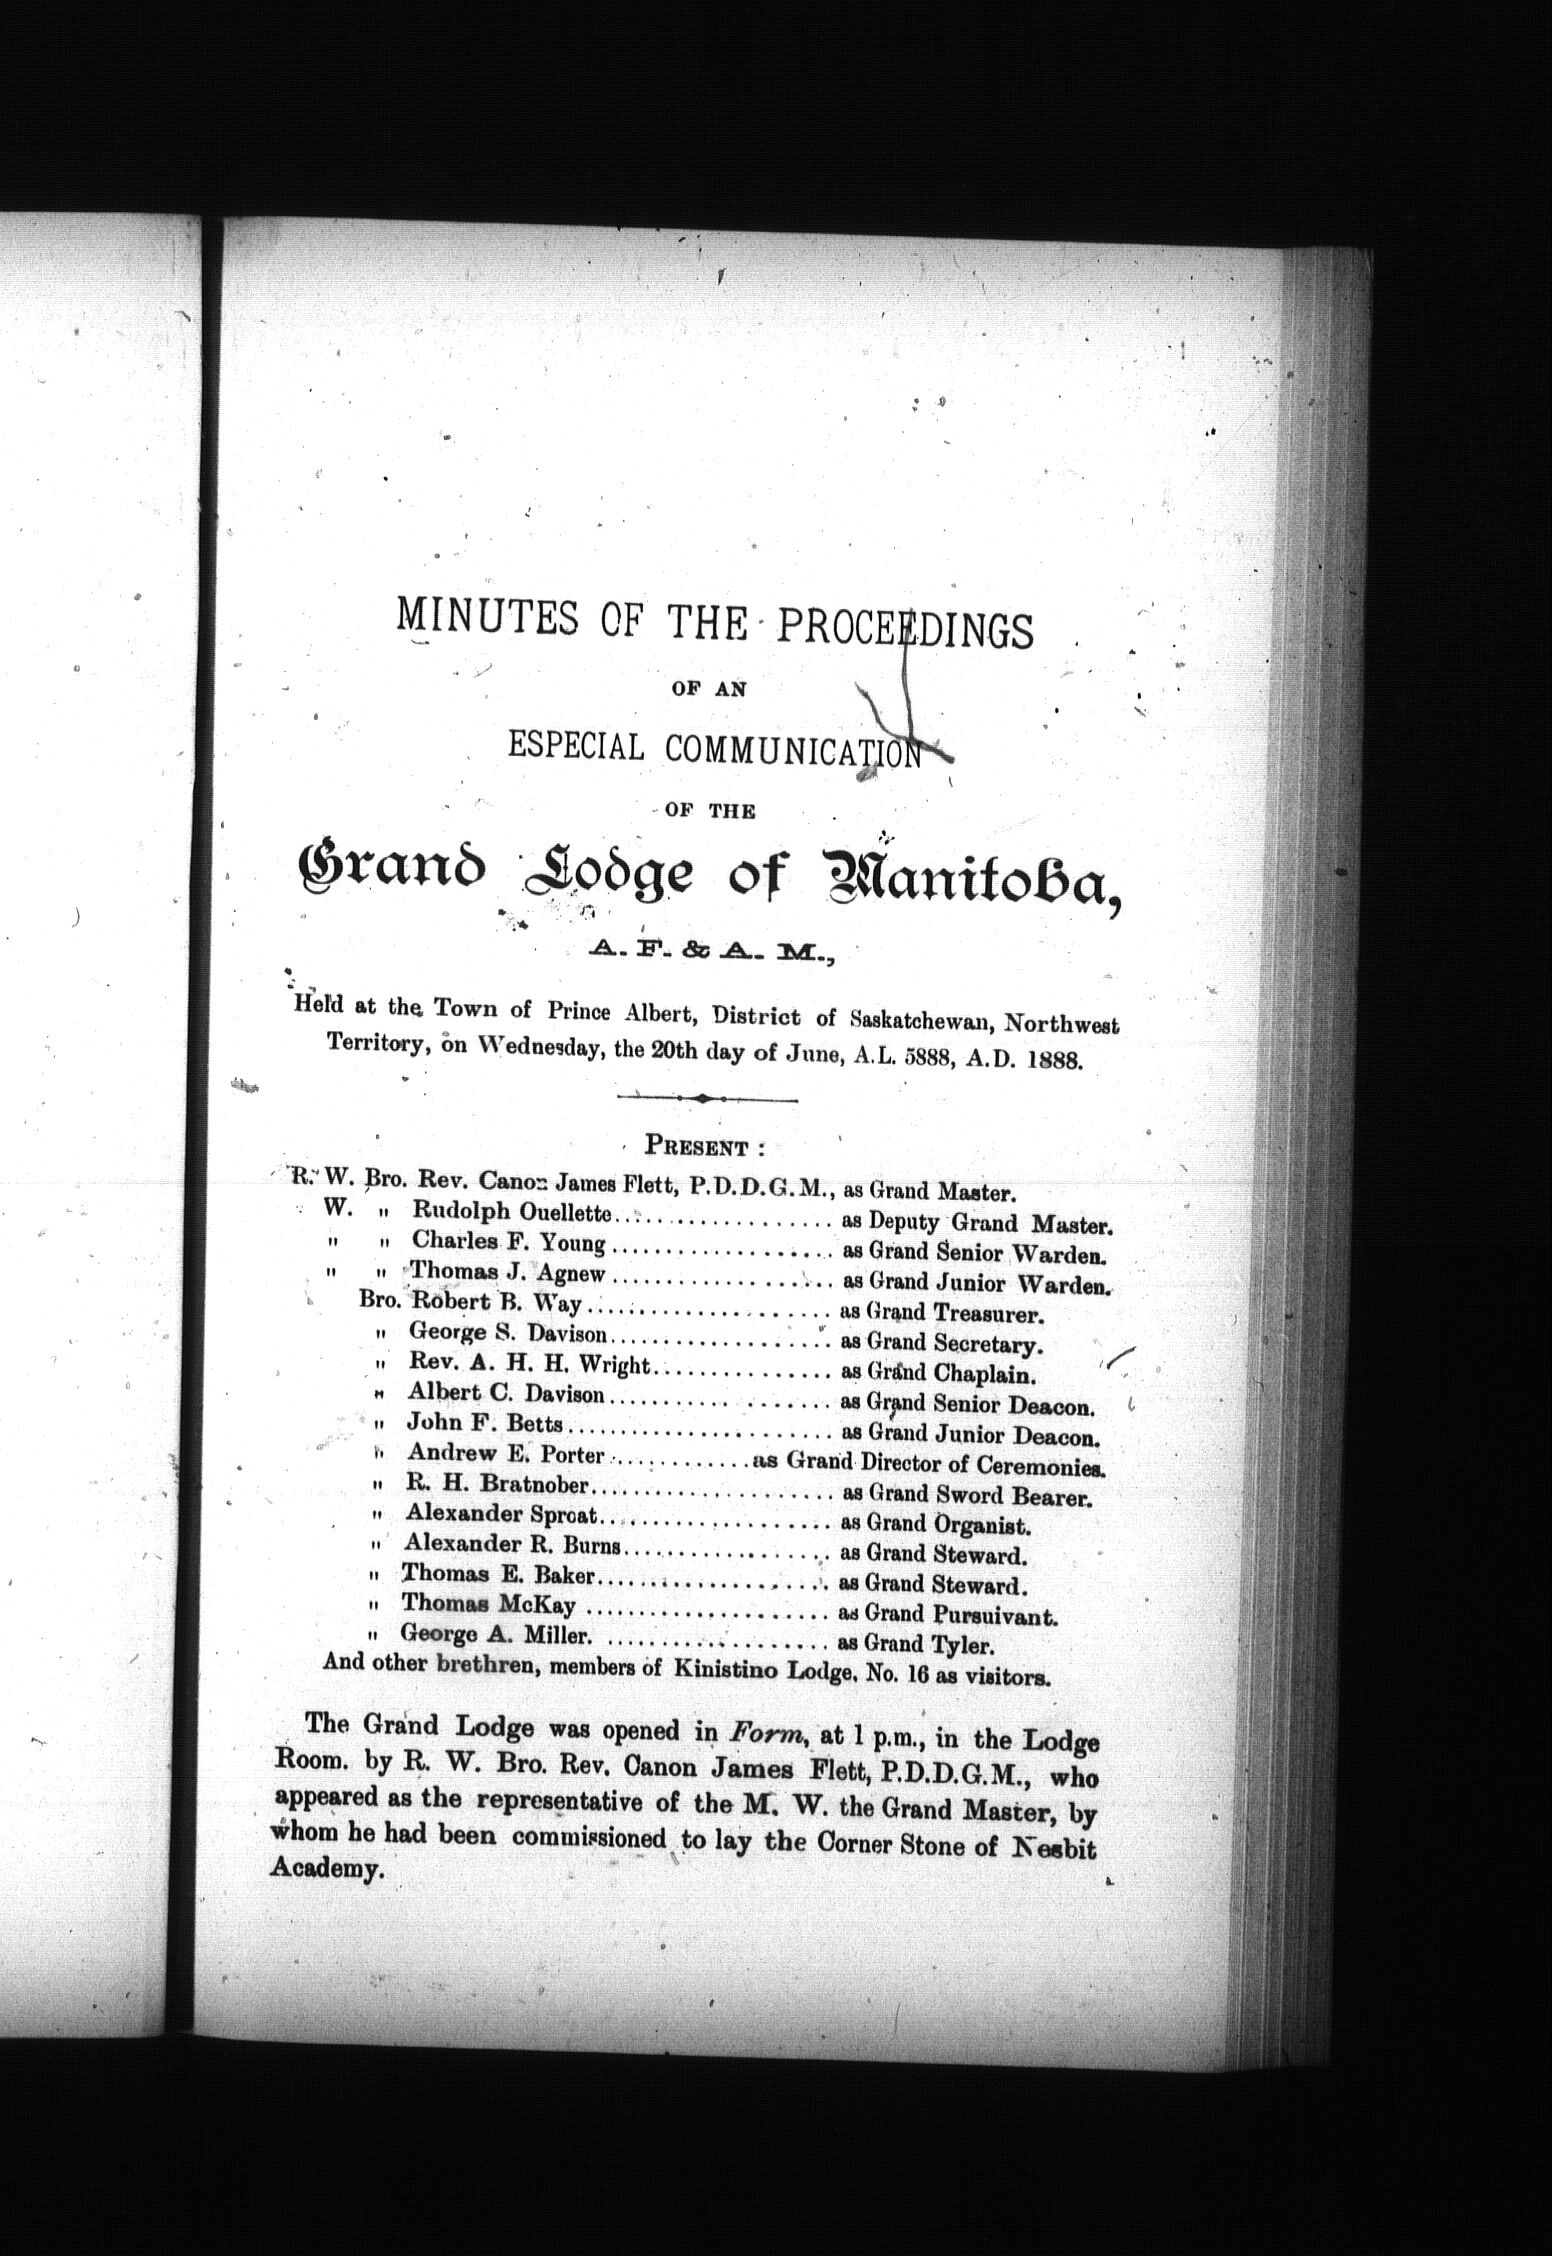 MINUTES OF THE PROCEEDINGS
OF AN
ESPECIAL COMMUNICATION
OF THE
Grand Lodge of Manitoba,
A. F. & A. M.,
Held at the Town of Prince Albert, District of Saskatchewan, Northwest
Territory, on Wednesday, the 20th day of June, A.L. 5888, A.D. 1888.
PRESENT :
R. W. Bro. Rev. Canon James Flett, P.D.D.G.M., as Grand Master.
W. " Rudolph Ouellette.................... as Deputy Grand Master.
" " Charles F. Young .................... as Grand Senior Warden.
" " Thomas J. Agnew .................... as Grand Junior Warden.
Bro. Robert B. Way...................... as Grand Treasurer.
" George S. Davison.................... as Grand Secretary.
" Rev. A. H. H. Wright................ as Grand Chaplain.
" Albert C. Davison.................... as Grand Senior Deacon.
" John F. Betts........................ as Grand Junior Deacon.
" Andrew E. Porter ............. as Grand Director of Ceremonies.
" R. H. Bratnober...................... as Grand Sword Bearer.
" Alexander Sproat..................... as Grand Organist.
" Alexander R. Burns................... as Grand Steward.
" Thomas E. Baker..................... as Grand Steward.
" Thomas McKay ...................... as Grand Pursuivant.
" George A. Miller. .................... as Grand Tyler.
And other brethren, members of Kinistino Lodge, No. 16 as visitors.
The Grand Lodge was opened in Form, at 1 p.m., in the Lodge
Room. by R. W. Bro. Rev. Canon James Flett, P.D.D.G.M., who
appeared as the representative of the M. W. the Grand Master, by
whom he had been commissioned to lay the Corner Stone of Nesbit
Academy.